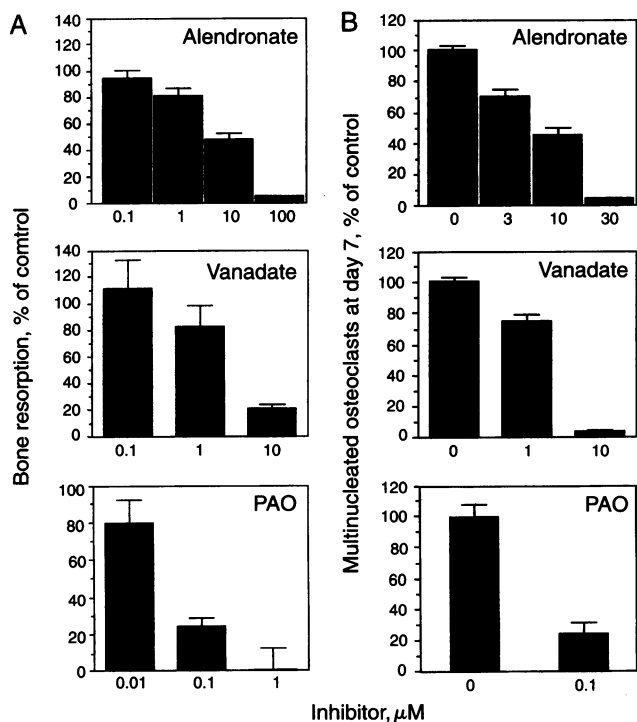 A
Bone resorption, % of comtrol
Alendronate
140
120
100
80
60
40
20
0
0.1 1 10 100
Vanadate
140
120
100
80
60
40
20
0
0.1 1 10
PAO
80
60
40
20
0
0.01 0.1 1
B
Multinucleated osteoclasts at day 7, % of control
Alendronate
120
100
80
60
40
20
0
0 3 10 30
Vanadate
120
100
80
60
40
20
0
0 1 10
PAO
120
100
80
60
40
20
0
0 0.1
Inhibitor, μM